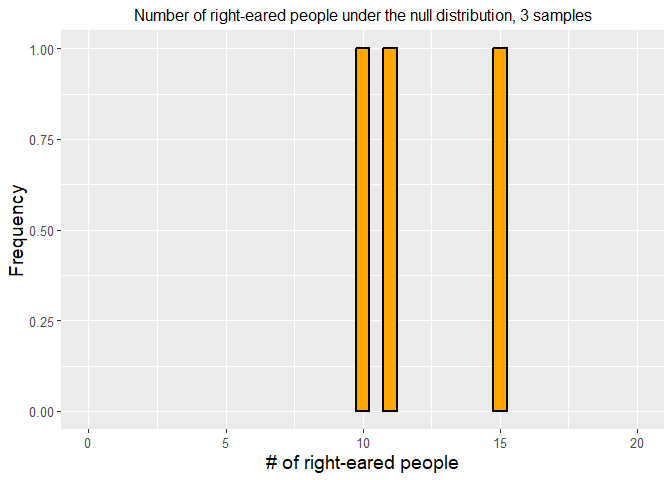 Number of right-eared people under the null distribution, 3 samples
1.00
0.75
0.50
0.25
0.00
Frequency
0 5 10 15 20
# of right-eared people